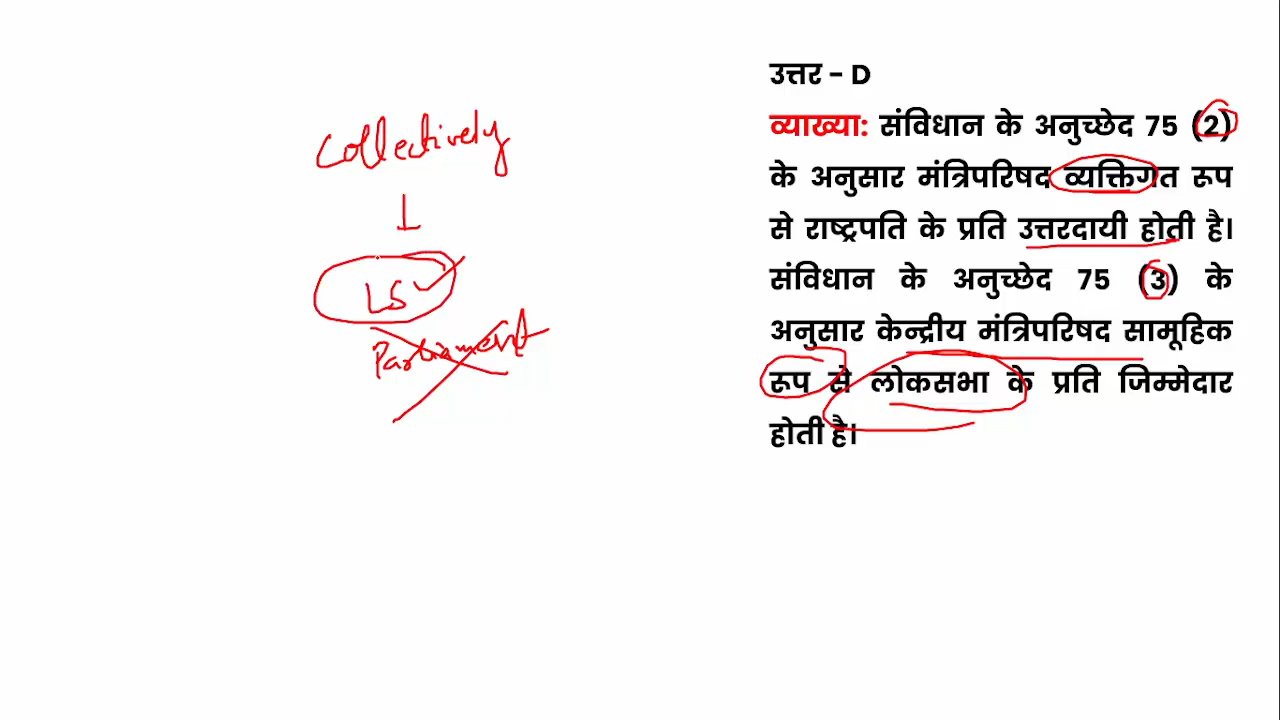 Collectively
LS
Parliament
उत्तर - D
व्याख्या: संविधान के अनुच्छेद 75 (2)
के अनुसार मंत्रिपरिषद व्यक्तिगत रूप
से राष्ट्रपति के प्रति उत्तरदायी होती है।
संविधान के अनुच्छेद 75 (3) के
अनुसार केन्द्रीय मंत्रिपरिषद सामूहिक
रूप से लोकसभा के प्रति जिम्मेदार
होती है।